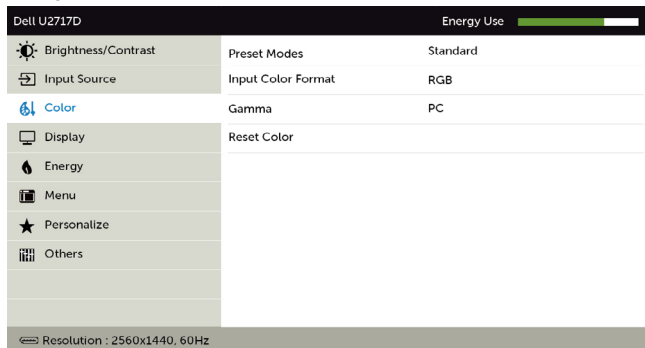 Dell U2717D Energy Use
Brightness/Contrast
Preset Modes Standard
Input Source
Input Color Format RGB
Color
Gamma PC
Display
Reset Color
Energy
Menu
Personalize
Others
Resolution : 2560x1440, 60Hz